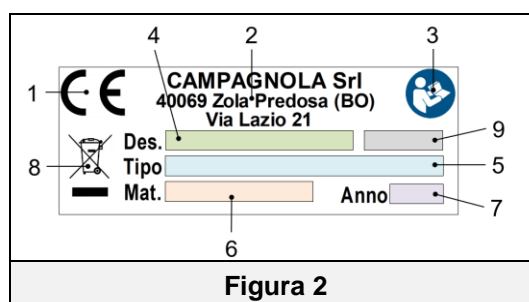 4 2 3
1 CE CAMPAGNOLA Srl
40069 Zola Predosa (BO)
Via Lazio 21
Des. 9
8 Tipo 5
Mat. Anno 7
6
Figura 2